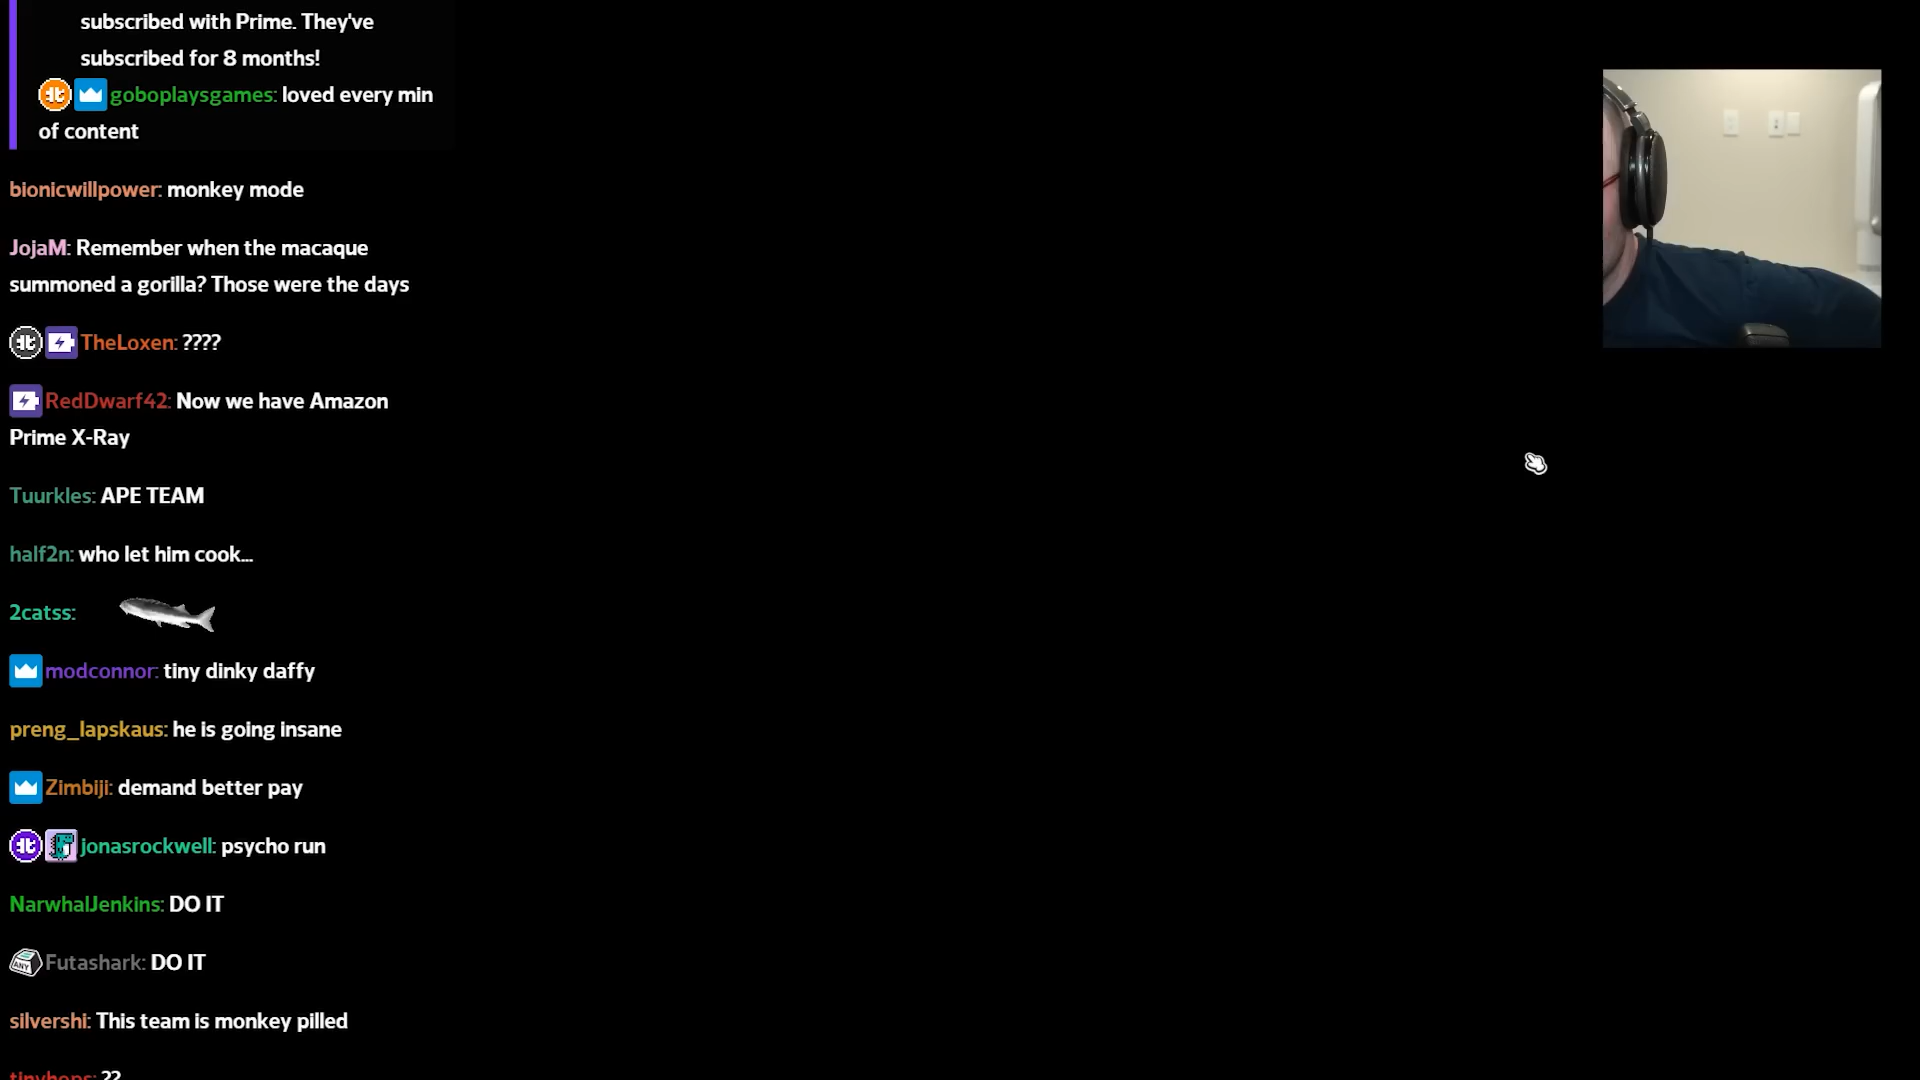 subscribed with Prime. They've
subscribed for 8 months!
goboplaysgames: loved every min
of content
bionicwillpower: monkey mode
JojaM: Remember when the macaque
summoned a gorilla? Those were the days
TheLoxen: ????
RedDwarf42: Now we have Amazon
Prime X-Ray
Tuurkles: APE TEAM
half2n: who let him cook...
2catss:
modconnor: tiny dinky daffy
preng_lapskaus: he is going insane
Zimbiji: demand better pay
jonasrockwell: psycho run
NarwhalJenkins: DO IT
ANY Futashark: DO IT
silvershi: This team is monkey pilled
tinyhops: ??